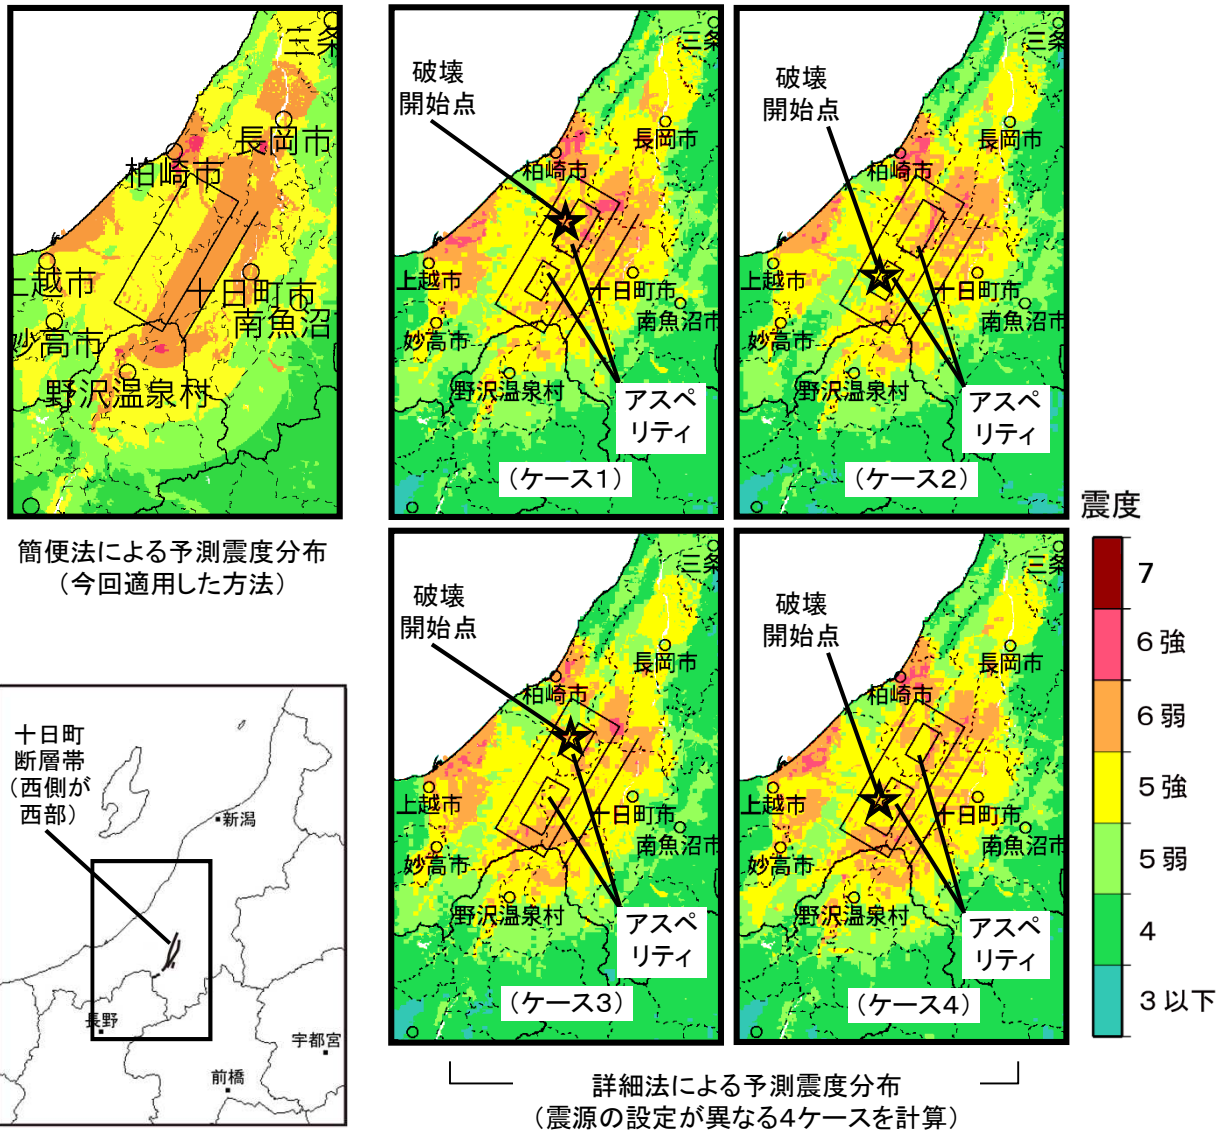 三条
長岡市
柏崎市
上越市
十日町市
南魚沼
妙高市
野沢温泉村
簡便法による予測震度分布
（今回適用した方法）
破壊
開始点
三条
長岡市
柏崎市
上越市
十日町市
南魚沼市
妙高市
野沢温泉村
アスペ
リティ
（ケース1）
破壊
開始点
三条
長岡市
柏崎市
上越市
十日町市
南魚沼市
妙高市
野沢温泉村
アスペ
リティ
（ケース2）
破壊
開始点
三条
長岡市
柏崎市
上越市
十日町市
南魚沼市
妙高市
野沢温泉村
アスペ
リティ
（ケース3）
破壊
開始点
三条
長岡市
柏崎市
上越市
十日町市
南魚沼市
妙高市
野沢温泉村
アスペ
リティ
（ケース4）
震度
7
6強
6弱
5強
5弱
4
3以下
十日町
断層帯
（西側が
西部）
新潟
長野
宇都宮
前橋
詳細法による予測震度分布
（震源の設定が異なる4ケースを計算）